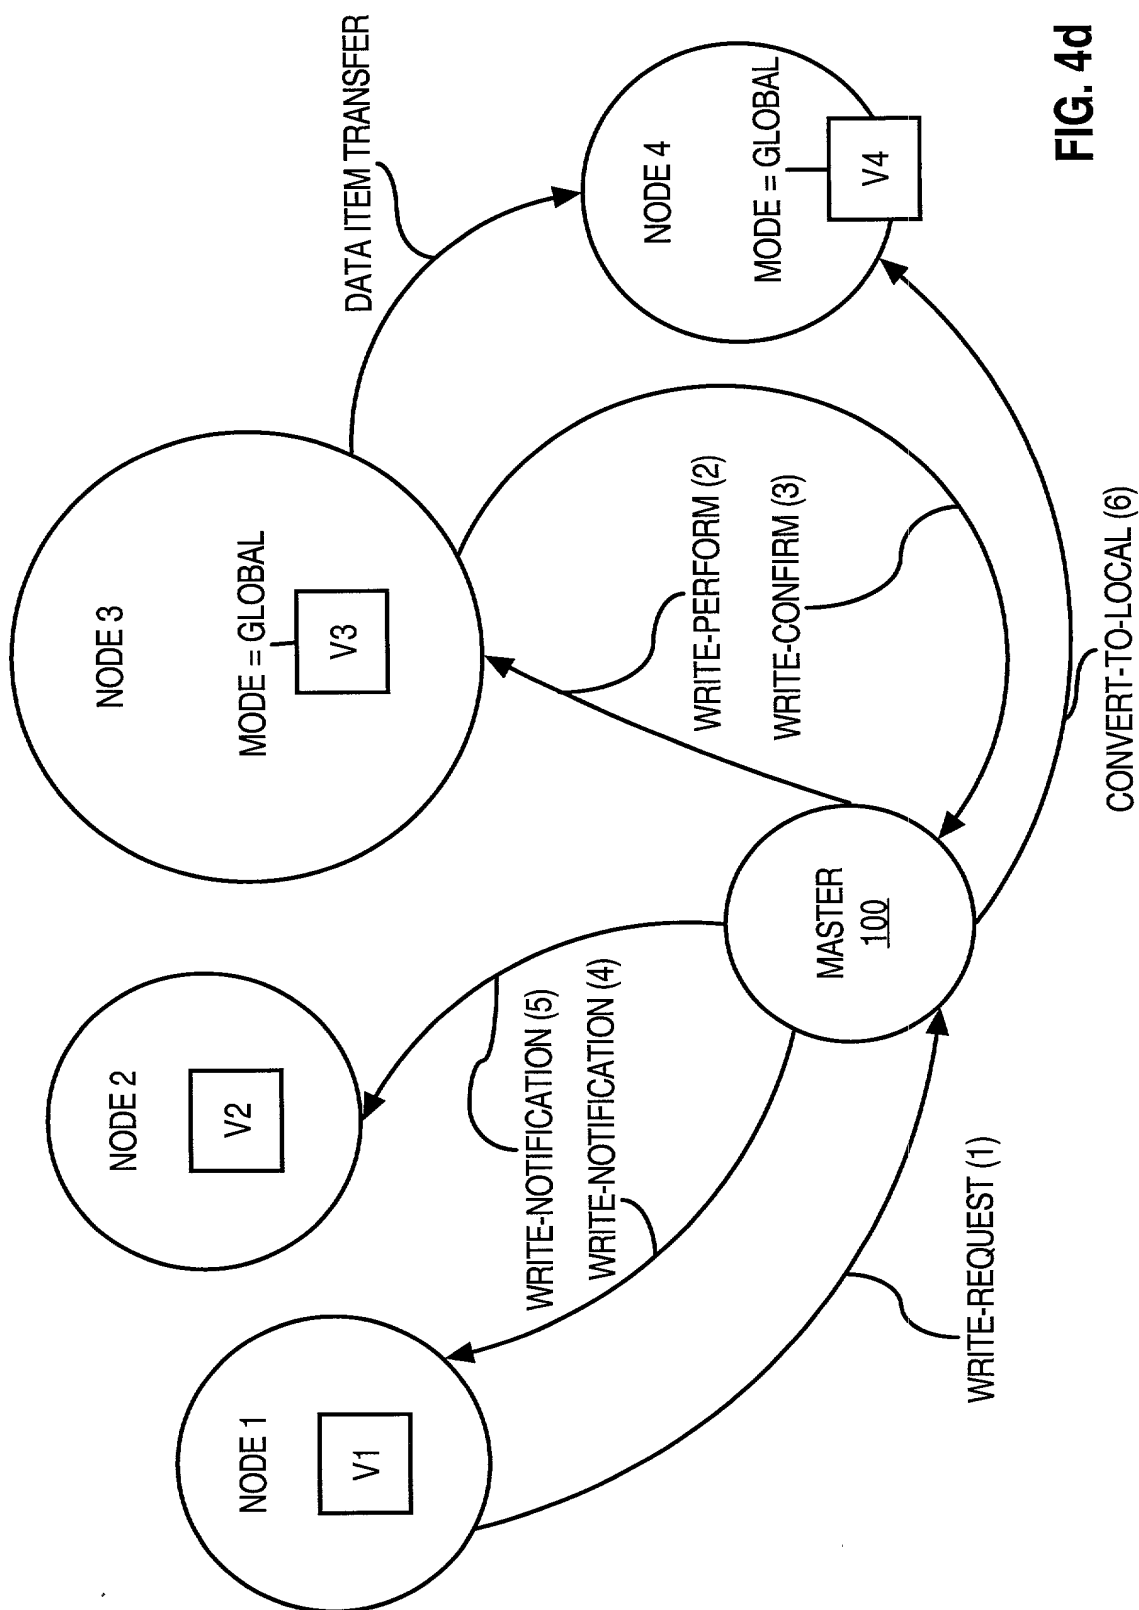 NODE 1
V1
NODE 2
V2
NODE 3
MODE = GLOBAL
V3
DATA ITEM TRANSFER
NODE 4
MODE = GLOBAL
V4
WRITE-NOTIFICATION (5)
WRITE-NOTIFICATION (4)
WRITE-PERFORM (2)
WRITE-CONFIRM (3)
MASTER
100
WRITE-REQUEST (1)
CONVERT-TO-LOCAL (6)
FIG. 4d